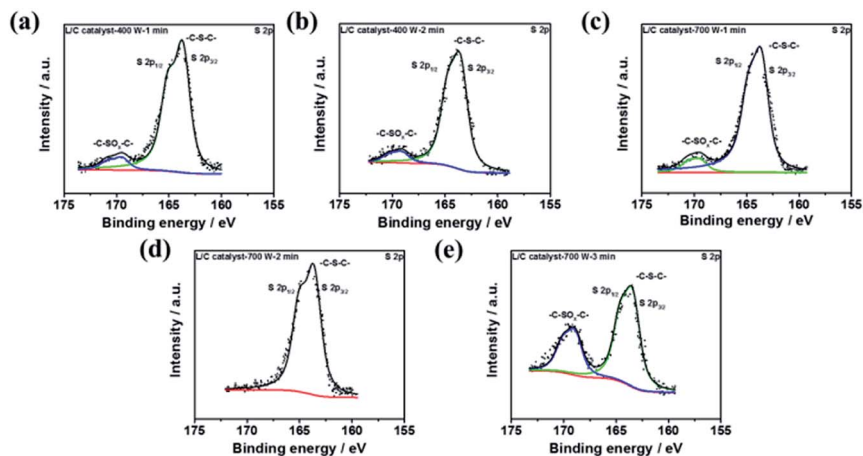 (a)
L/C catalyst-400 W-1 min S 2p
-C-S-C-
S 2p1/2 S 2p3/2
-C-SOx-C-
Intensity / a.u.
175 170 165 160 155
Binding energy / eV
(b)
L/C catalyst-400 W-2 min S 2p
-C-S-C-
S 2p1/2 S 2p3/2
-C-SOx-C-
Intensity / a.u.
175 170 165 160 155
Binding energy / eV
(c)
L/C catalyst-700 W-1 min S 2p
-C-S-C-
S 2p1/2 S 2p3/2
-C-SOx-C-
Intensity / a.u.
175 170 165 160 155
Binding energy / eV
(d)
L/C catalyst-700 W-2 min S 2p
-C-S-C-
S 2p1/2 S 2p3/2
Intensity / a.u.
175 170 165 160 155
Binding energy / eV
(e)
L/C catalyst-700 W-3 min S 2p
-C-S-C-
S 2p1/2 S 2p3/2
-C-SOx-C-
Intensity / a.u.
175 170 165 160 155
Binding energy / eV